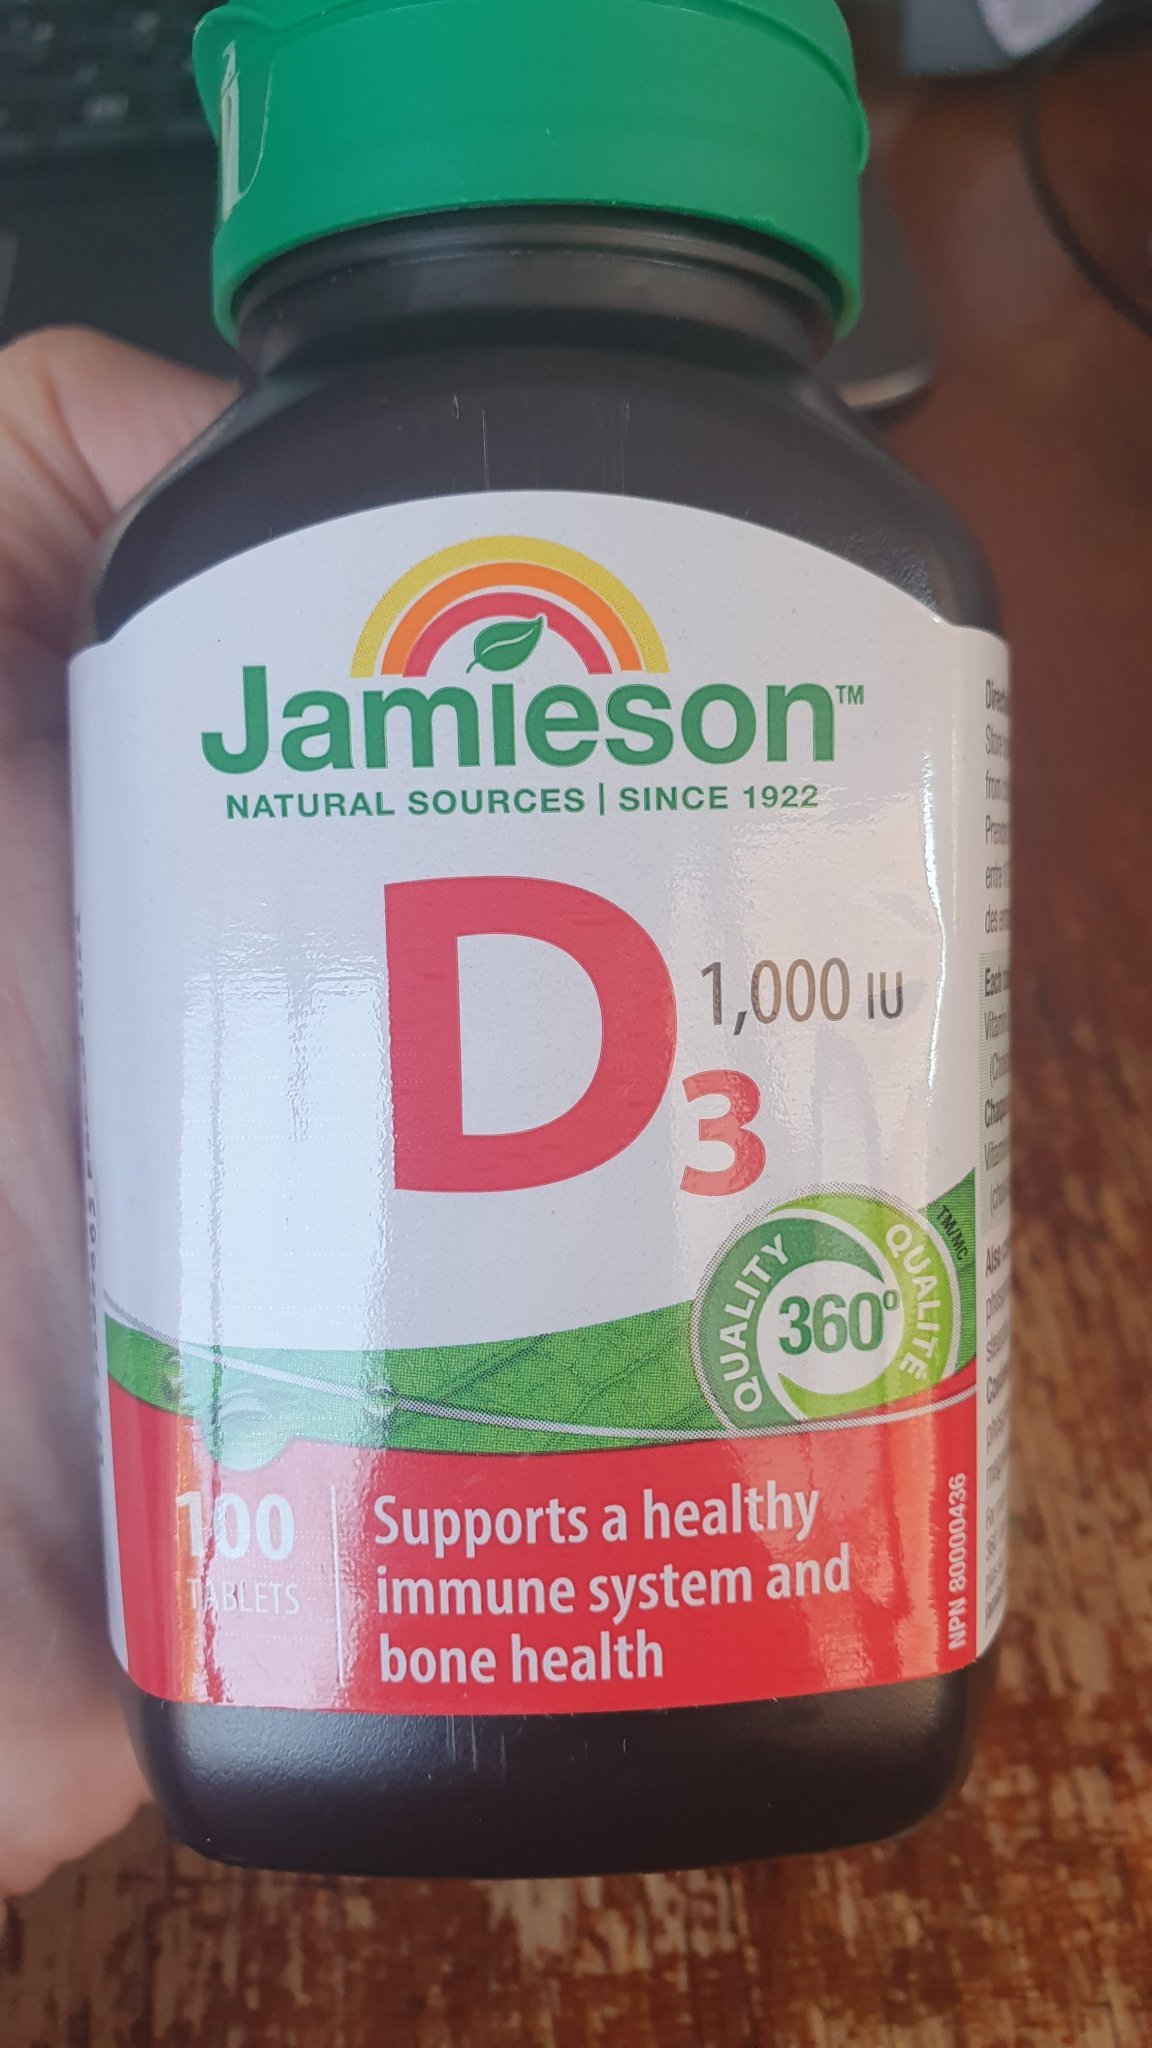 Jamieson™
NATURAL SOURCES | SINCE 1922
D3
1,000 IU
QUALITY
QUALITÉ
360°
TM/MC
100
TABLETS
Supports a healthy
immune system and
bone health
NPN 80000436